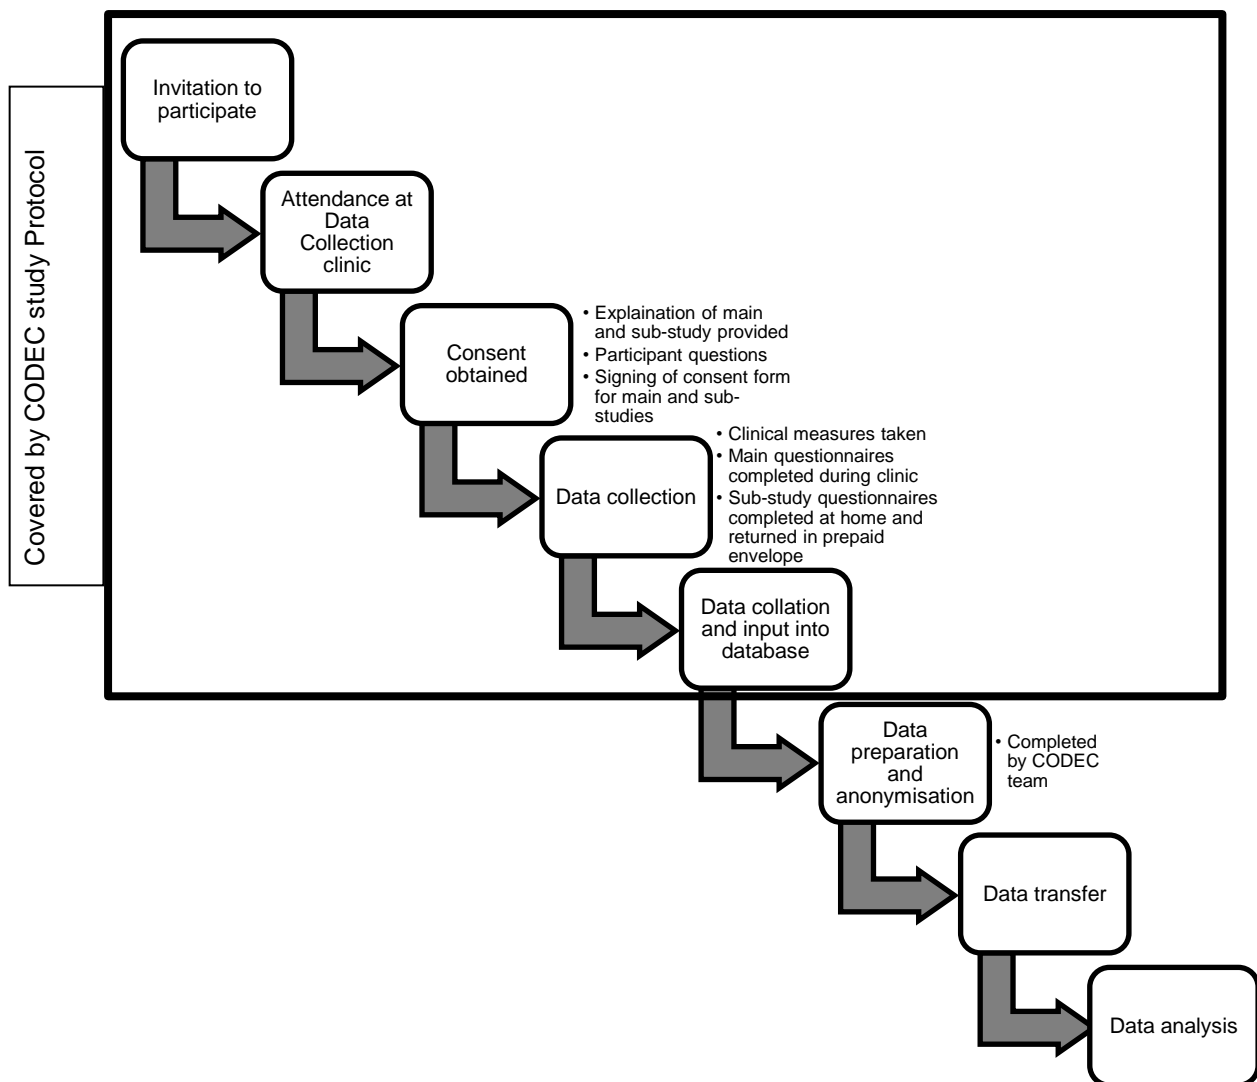 Covered by CODEC study Protocol
Invitation to
participate
Attendance at
Data
Collection
clinic
Consent
obtained
• Explaination of main
and sub-study provided
• Participant questions
• Signing of consent form
for main and sub-
studies
Data collection
• Clinical measures taken
• Main questionnaires
completed during clinic
• Sub-study questionnaires
completed at home and
returned in prepaid
envelope
Data collation
and input into
database
Data
preparation
and
anonymisation
• Completed
by CODEC
team
Data transfer
Data analysis